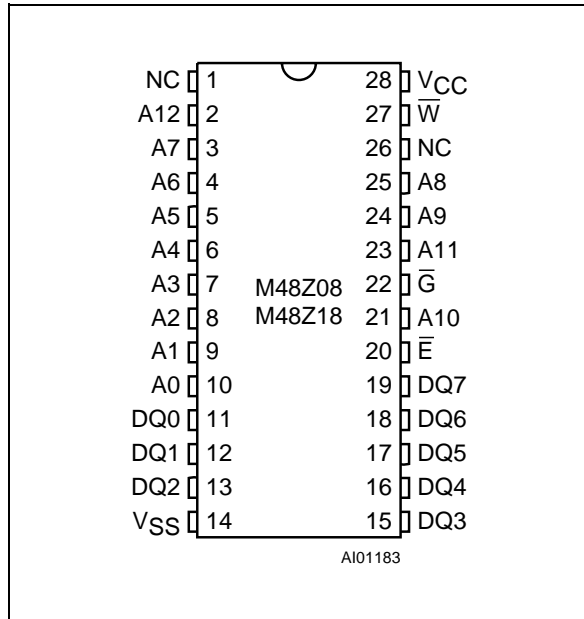 NC 1 28 VCC
A12 2 27 W̅
A7 3 26 NC
A6 4 25 A8
A5 5 24 A9
A4 6 23 A11
A3 7 M48Z08 22 G̅
A2 8 M48Z18 21 A10
A1 9 20 E̅
A0 10 19 DQ7
DQ0 11 18 DQ6
DQ1 12 17 DQ5
DQ2 13 16 DQ4
VSS 14 15 DQ3
AI01183